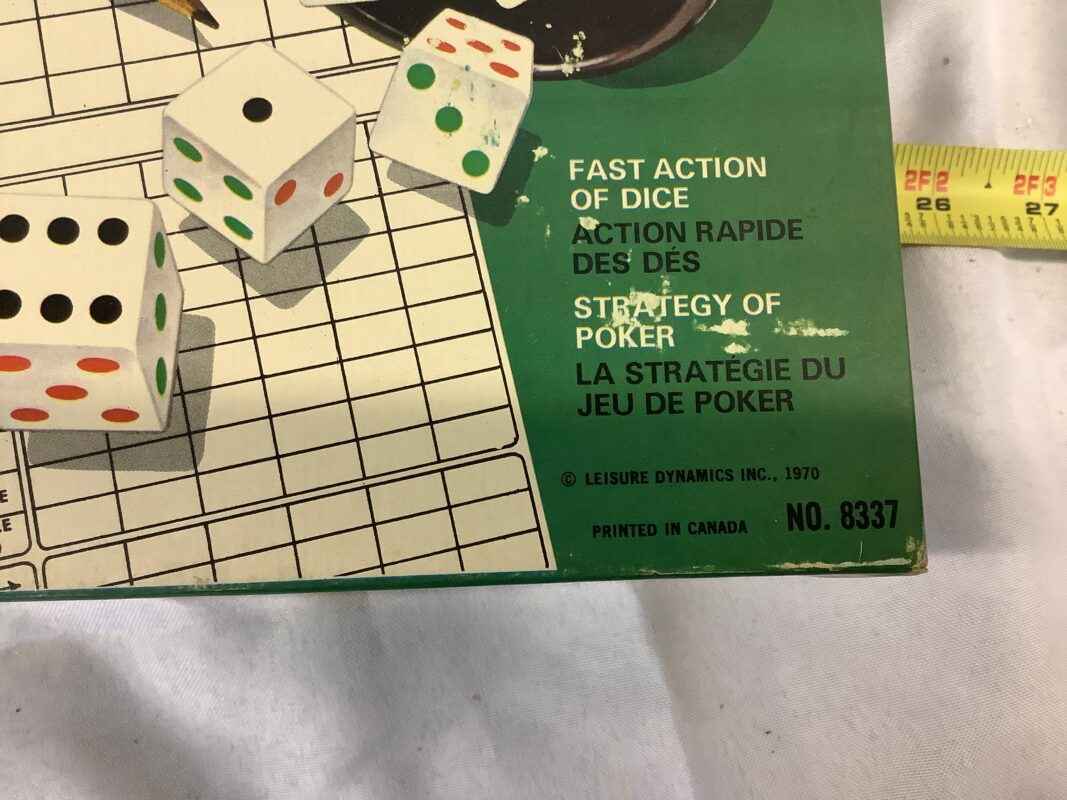 FAST ACTION
OF DICE
ACTION RAPIDE
DES DÉS
STRATEGY OF
POKER
LA STRATÉGIE DU
JEU DE POKER
© LEISURE DYNAMICS INC., 1970
PRINTED IN CANADA NO. 8337
2F2 2F3
26 27